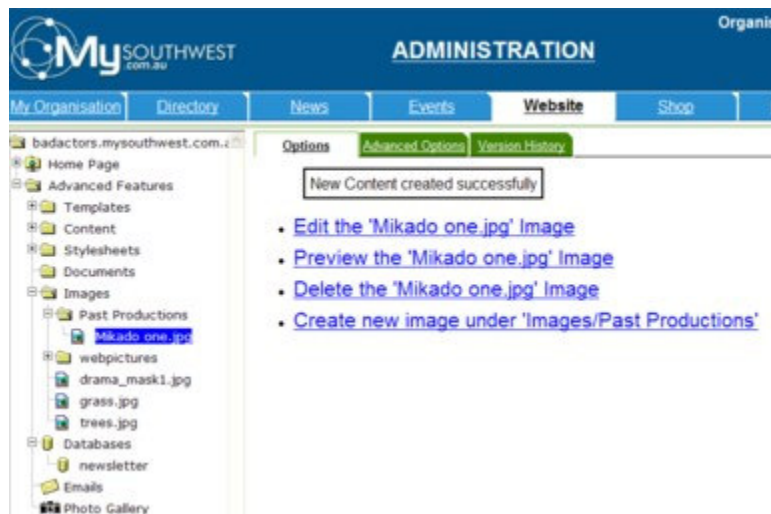 Organis
MySOUTHWEST
com.au
ADMINISTRATION
My Organisation Directory News Events Website Shop
badactors.mysouthwest.com.a
Home Page
Advanced Features
Templates
Content
Stylesheets
Documents
Images
Past Productions
Mikado one.jpg
webpictures
drama_mask1.jpg
grass.jpg
trees.jpg
Databases
newsletter
Emails
Photo Gallery
Options Advanced Options Version History
New Content created successfully
Edit the 'Mikado one.jpg' Image
Preview the 'Mikado one.jpg' Image
Delete the 'Mikado one.jpg' Image
Create new image under 'Images/Past Productions'